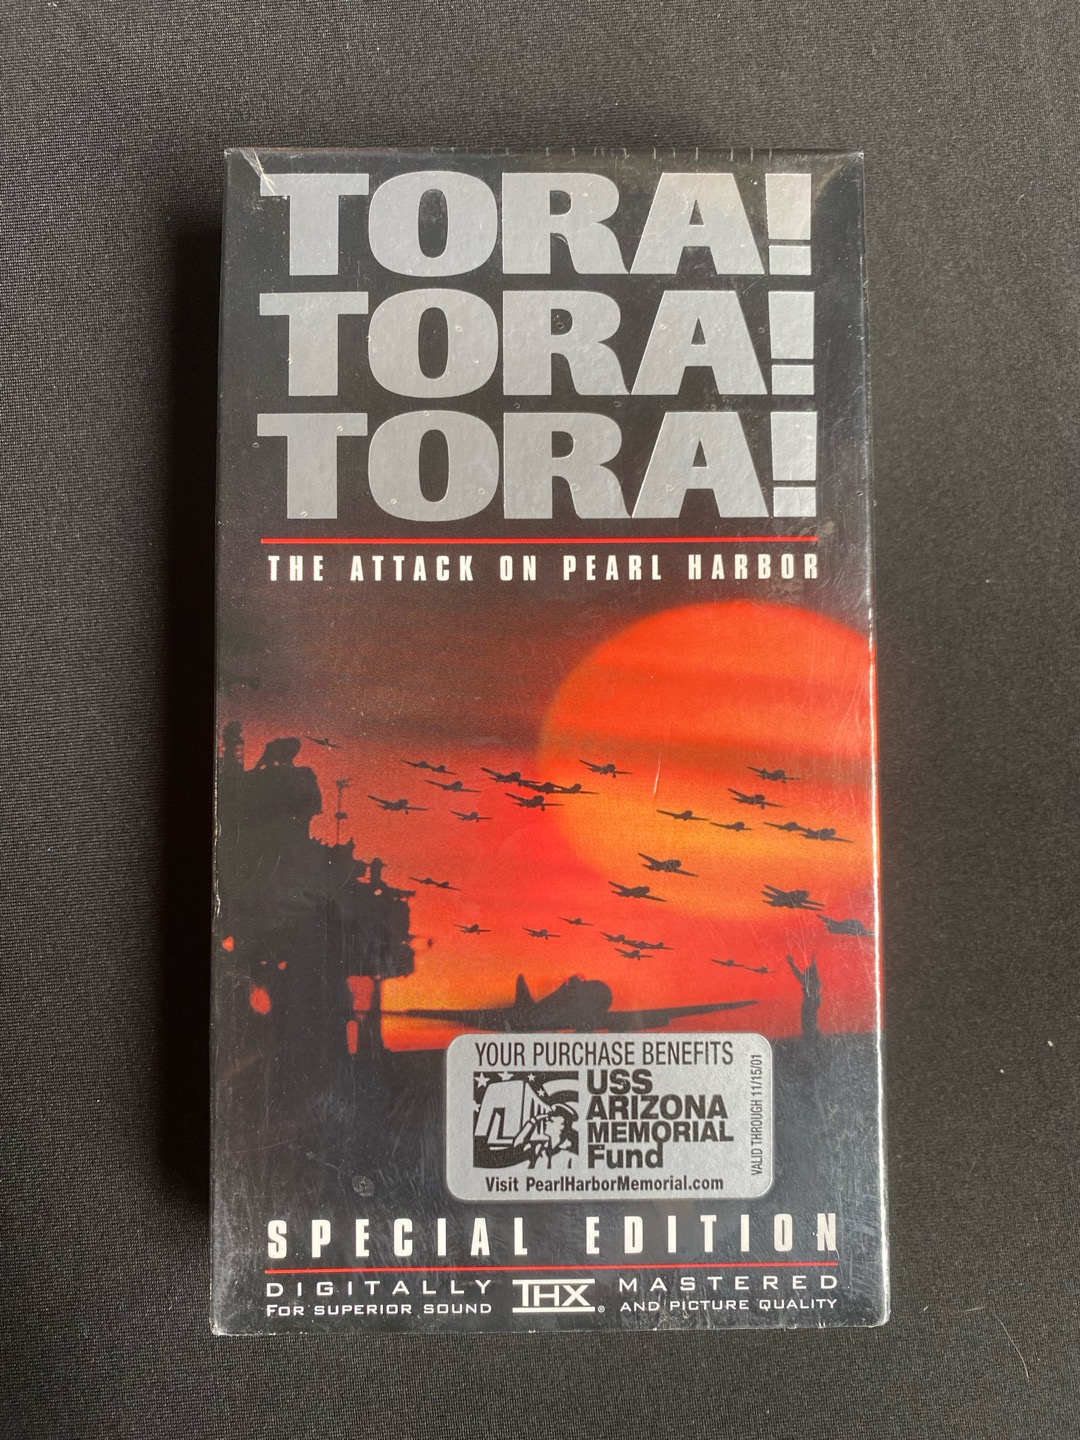 TORA!
TORA!
TORA!
THE ATTACK ON PEARL HARBOR
YOUR PURCHASE BENEFITS
USS
ARIZONA
MEMORIAL
Fund
Visit PearlHarborMemorial.com
VALID THROUGH 11/15/01
SPECIAL EDITION
DIGITALLY THX® MASTERED
FOR SUPERIOR SOUND AND PICTURE QUALITY